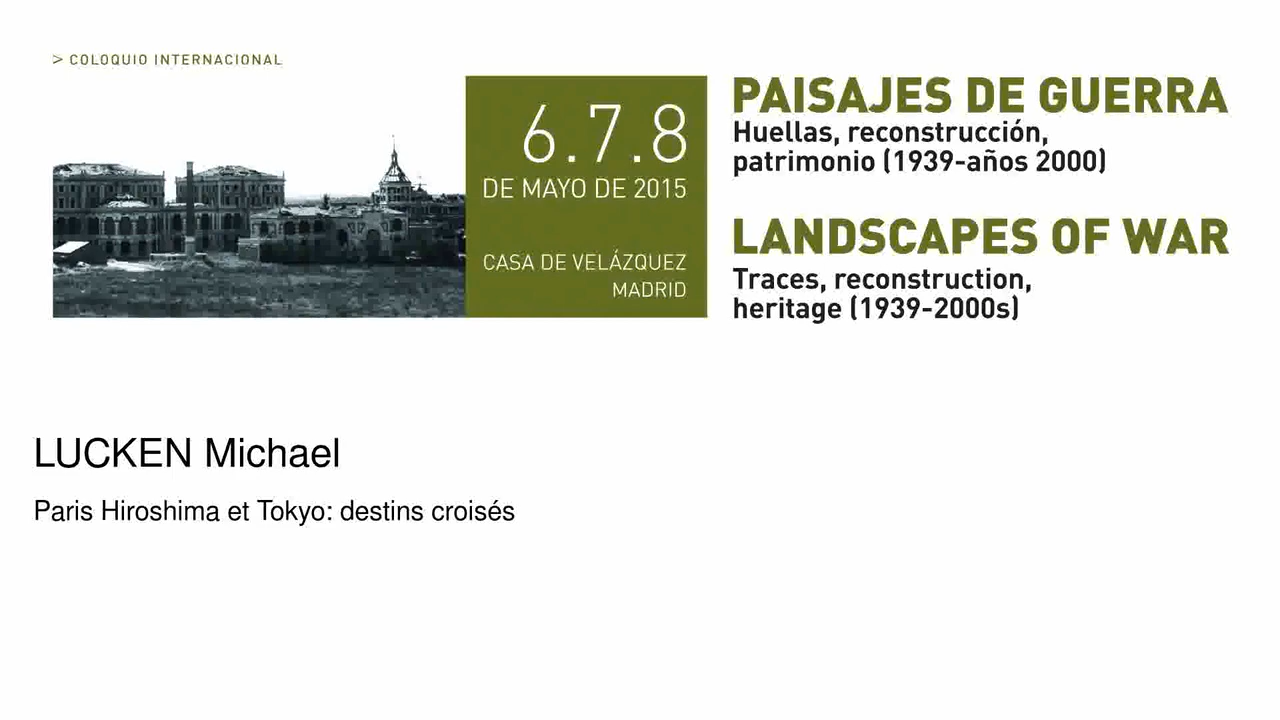 > COLOQUIO INTERNACIONAL
6.7.8
DE MAYO DE 2015
CASA DE VELÁZQUEZ
MADRID
PAISAJES DE GUERRA
Huellas, reconstrucción,
patrimonio (1939-años 2000)
LANDSCAPES OF WAR
Traces, reconstruction,
heritage (1939-2000s)
LUCKEN Michael
Paris Hiroshima et Tokyo: destins croisés